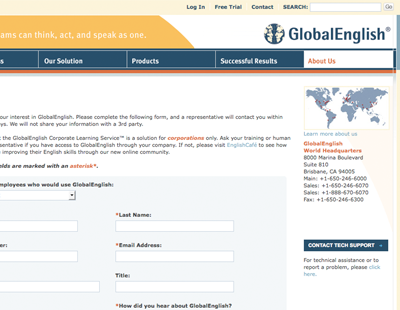 Log In Free Trial Contact SEARCH: Go
ams can think, act, and speak as one.
GlobalEnglish®
s Our Solution Products Successful Results About Us
our interest in GlobalEnglish. Please complete the following form, and a representative will contact you within
ys. We will not share your information with a 3rd party.
t the GlobalEnglish Corporate Learning Service™ is a solution for corporations only. Ask your training or human
sentative if you have access to GlobalEnglish through your company. If not, please visit EnglishCafé to see how
improving their English skills through our new online community.
elds are marked with an asterisk*.
mployees who would use GlobalEnglish:
*Last Name:
er:
*Email Address:
Title:
*How did you hear about GlobalEnglish?
Learn more about us
GlobalEnglish
World Headquarters
8000 Marina Boulevard
Suite 810
Brisbane, CA 94005
Main: +1-650-246-6000
Sales: +1-650-246-6070
Sales: +1-888-670-6070
Fax: +1-650-246-6300
CONTACT TECH SUPPORT
For technical assistance or to
report a problem, please click
here.